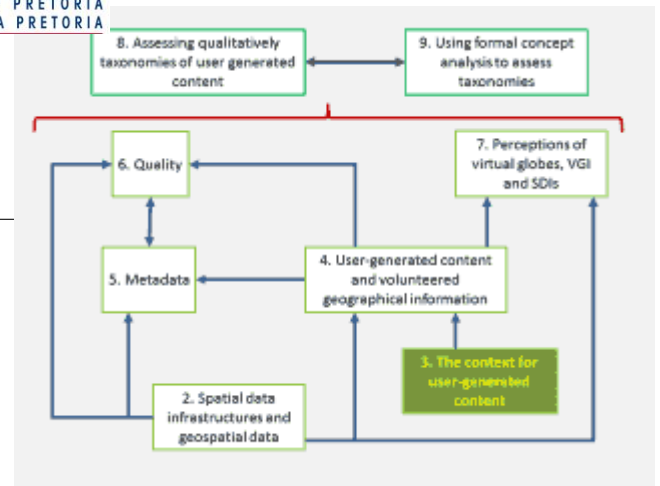 PRETORIA
A PRETORIA
8. Assessing qualitatively
taxonomies of user generated
content
9. Using formal concept
analysis to assess
taxonomies
6. Quality
7. Perceptions of
virtual globes, VGI
and SDIs
5. Metadata
4. User-generated content
and volunteered
geographical information
3. The context for
user-generated
content
2. Spatial data
infrastructures and
geospatial data